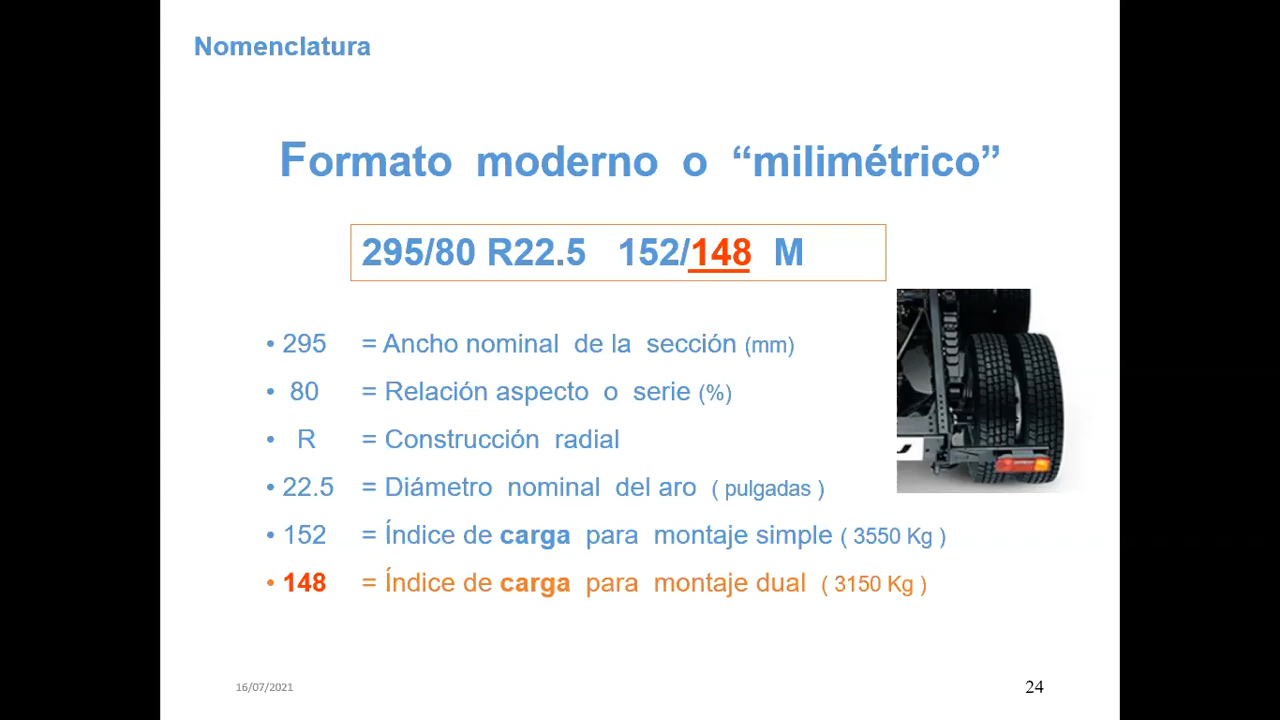 Nomenclatura
Formato moderno o “milimétrico”
295/80 R22.5 152/148 M
• 295 = Ancho nominal de la sección (mm)
• 80 = Relación aspecto o serie (%)
• R = Construcción radial
• 22.5 = Diámetro nominal del aro ( pulgadas )
• 152 = Índice de carga para montaje simple ( 3550 Kg )
• 148 = Índice de carga para montaje dual ( 3150 Kg )
16/07/2021
24